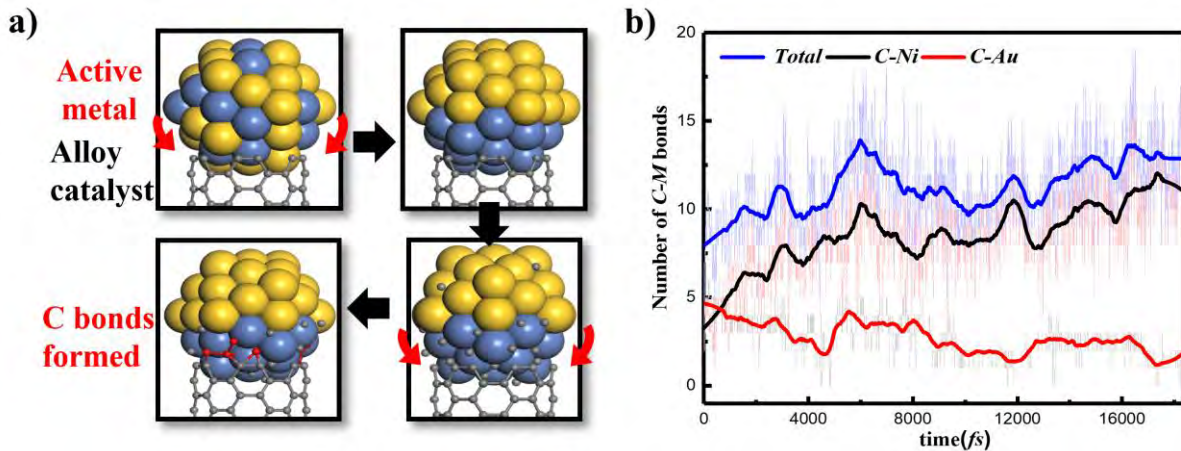 a)
Active
metal
Alloy
catalyst
C bonds
formed
b)
20
15
10
5
0
Number of C-M bonds
Total C-Ni C-Au
0 4000 8000 12000 16000
time(fs)